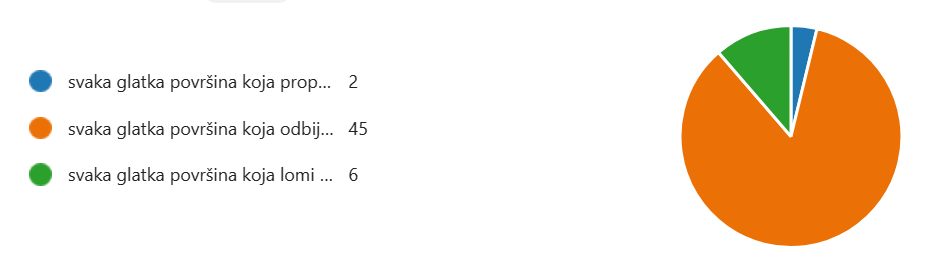 svaka glatka površina koja prop... 2
svaka glatka površina koja odbij... 45
svaka glatka površina koja lomi ... 6